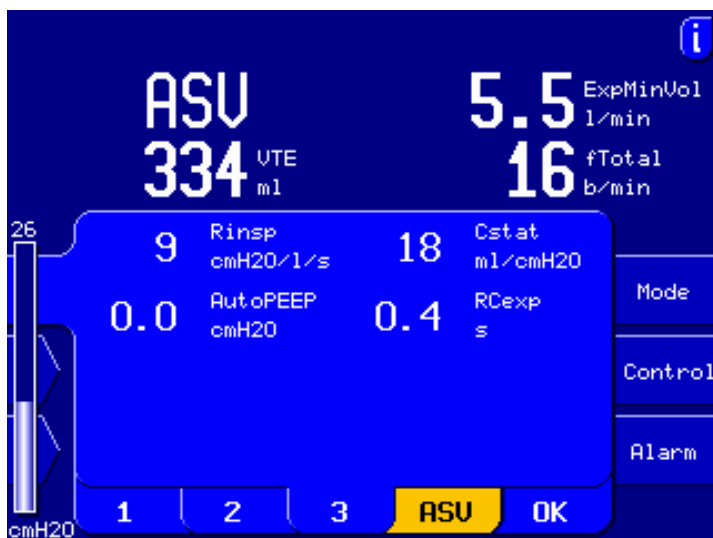 i
ASV
5.5 ExpMinVol
l/min
334 VTE
ml
16 fTotal
b/min
26
9 Rinsp
cmH2O/l/s
18 Cstat
ml/cmH2O
0.0 AutoPEEP
cmH2O
0.4 RCexp
s
Mode
Control
Alarm
cmH2O
1 2 3 ASV OK